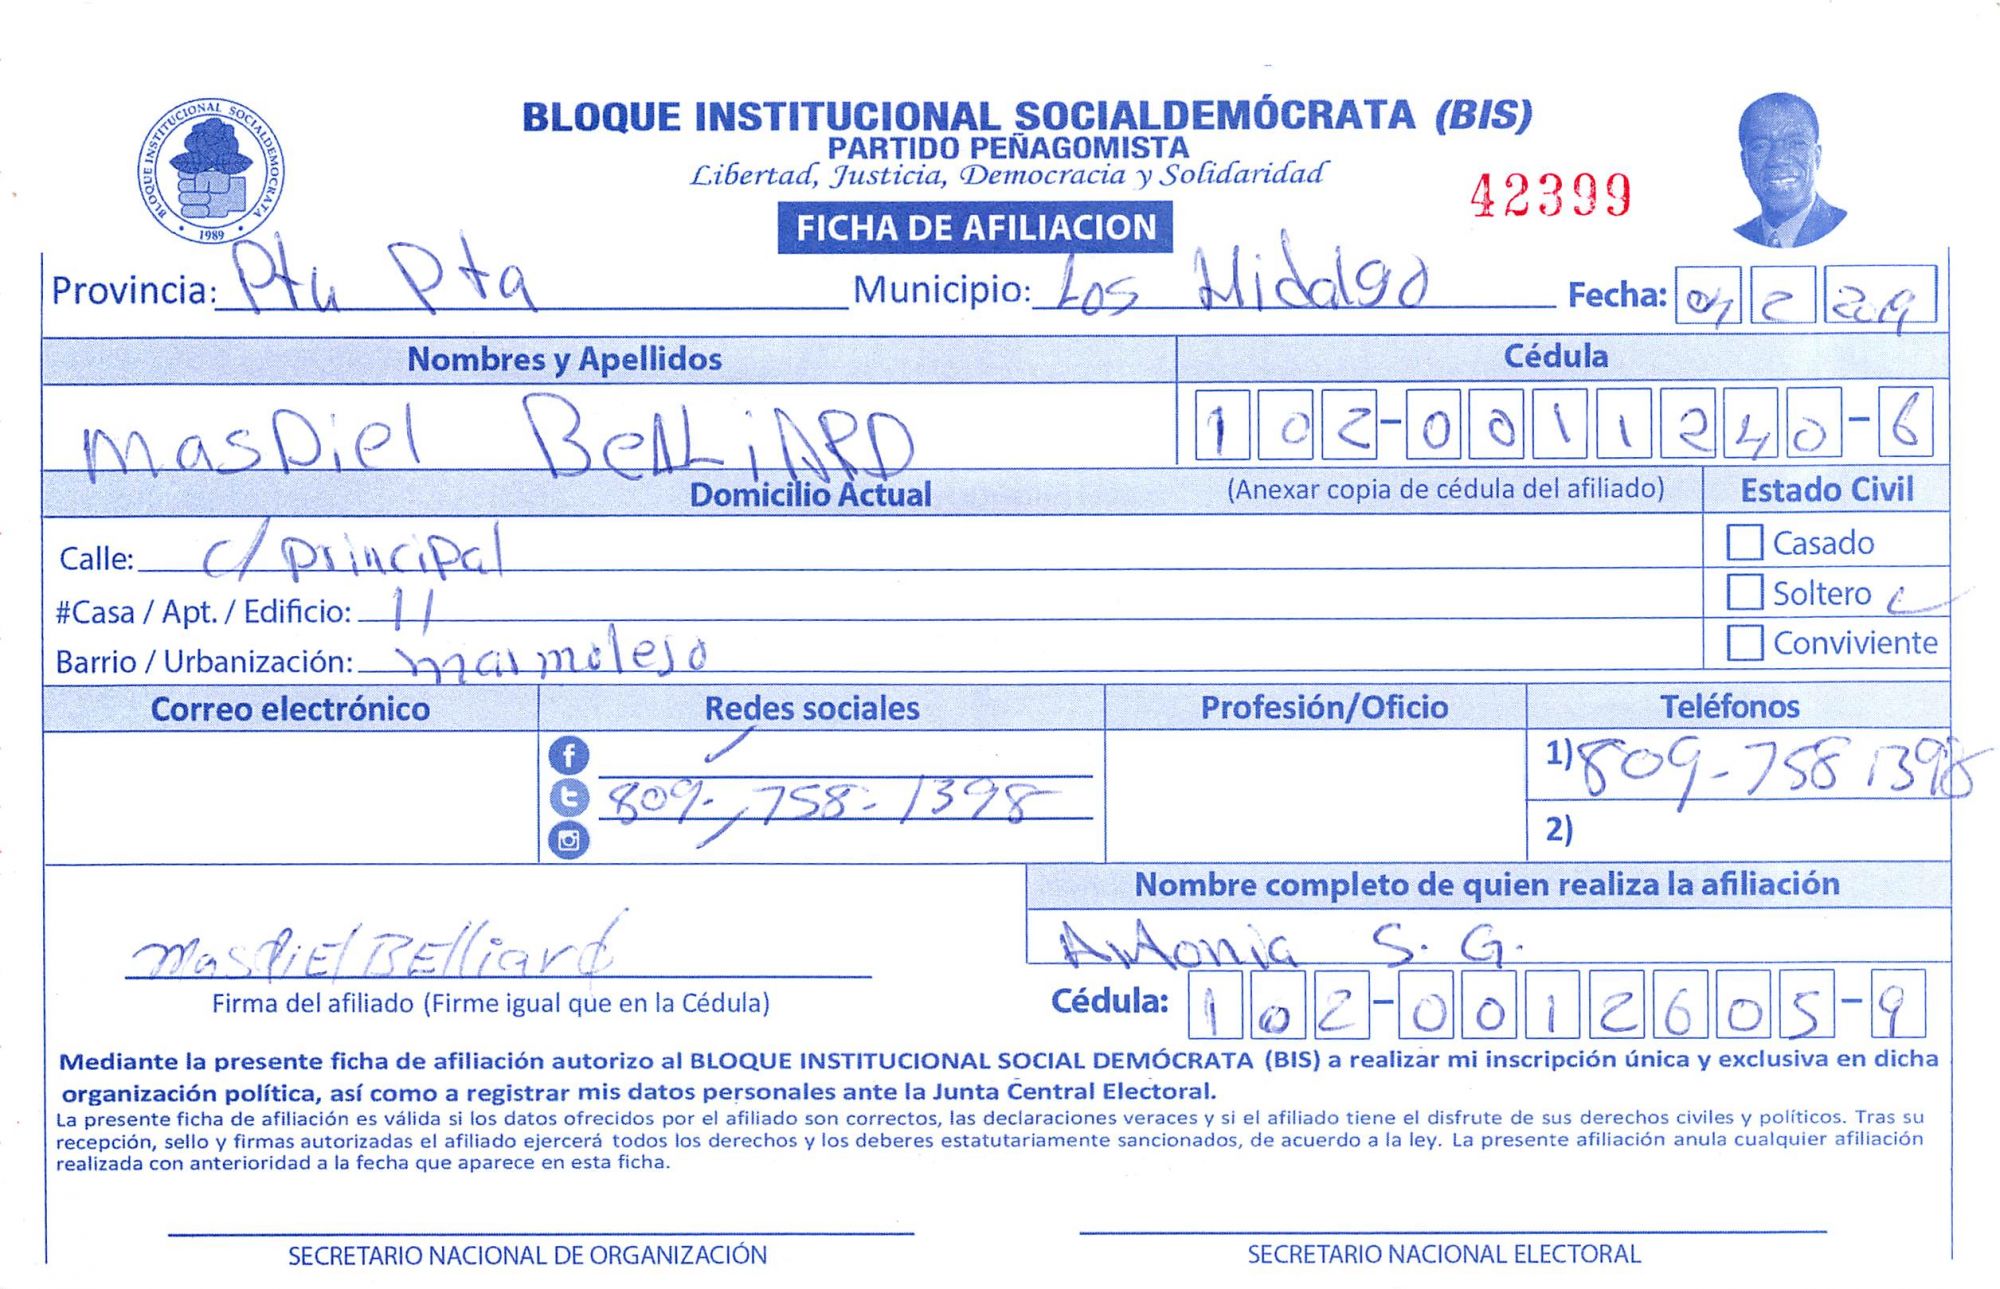 BLOQUE INSTITUCIONAL SOCIALDEMOCRATA
1989
BLOQUE INSTITUCIONAL SOCIALDEMÓCRATA (BIS)
PARTIDO PEÑAGOMISTA
Libertad, Justicia, Democracia y Solidaridad
42399
FICHA DE AFILIACION
Provincia: Pta Pta Municipio: Los Hidalgo Fecha: 04 2 2019
Nombres y Apellidos Cédula
MasDiel BeLLiARD 102-0011240-6
Domicilio Actual (Anexar copia de cédula del afiliado) Estado Civil
Calle: c/ principal Casado
#Casa / Apt. / Edificio: 11 Soltero
Barrio / Urbanización: marmolejo Conviviente
Correo electrónico Redes sociales Profesión/Oficio Teléfonos
1) 809-758 1398
809-758-1398
2)
Nombre completo de quien realiza la afiliación
Antonia S. G.
MasDiEl BElliard
Firma del afiliado (Firme igual que en la Cédula) Cédula: 102-0012605-9
Mediante la presente ficha de afiliación autorizo al BLOQUE INSTITUCIONAL SOCIAL DEMÓCRATA (BIS) a realizar mi inscripción única y exclusiva en dicha
organización política, así como a registrar mis datos personales ante la Junta Central Electoral.
La presente ficha de afiliación es válida si los datos ofrecidos por el afiliado son correctos, las declaraciones veraces y si el afiliado tiene el disfrute de sus derechos civiles y políticos. Tras su
recepción, sello y firmas autorizadas el afiliado ejercerá todos los derechos y los deberes estatutariamente sancionados, de acuerdo a la ley. La presente afiliación anula cualquier afiliación
realizada con anterioridad a la fecha que aparece en esta ficha.
SECRETARIO NACIONAL DE ORGANIZACIÓN SECRETARIO NACIONAL ELECTORAL